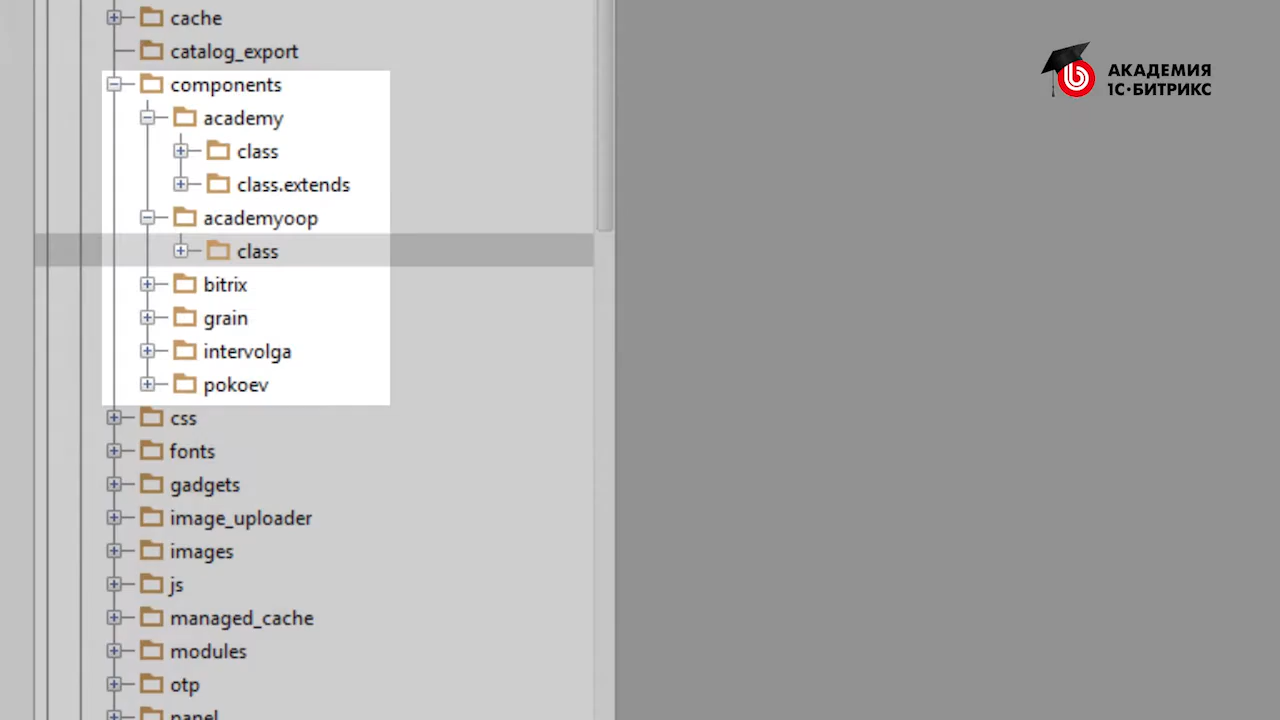 cache
catalog_export
components
academy
class
class.extends
academyoop
class
bitrix
grain
intervolga
pokoev
css
fonts
gadgets
image_uploader
images
js
managed_cache
modules
otp
panel
АКАДЕМИЯ
1С·БИТРИКС